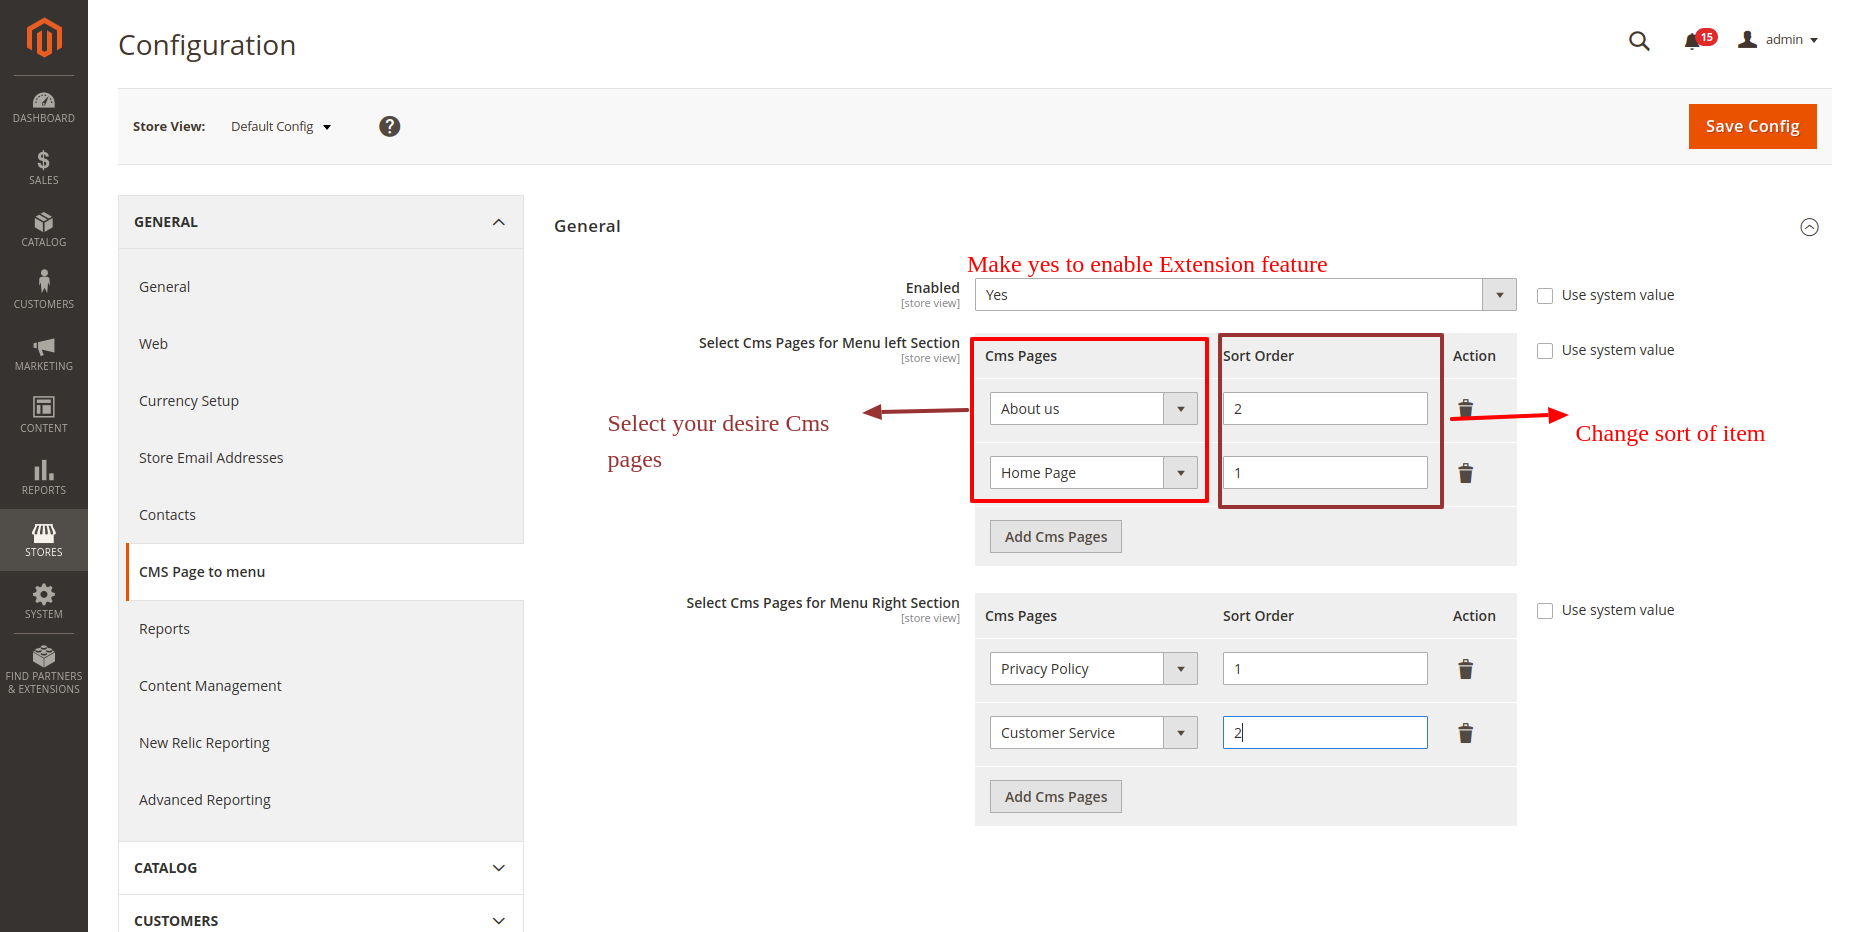 Configuration
15
admin
Store View:
Default Config
?
Save Config
DASHBOARD
$
SALES
CATALOG
CUSTOMERS
MARKETING
CONTENT
REPORTS
STORES
SYSTEM
FIND PARTNERS
& EXTENSIONS
GENERAL
General
Web
Currency Setup
Store Email Addresses
Contacts
CMS Page to menu
Reports
Content Management
New Relic Reporting
Advanced Reporting
CATALOG
CUSTOMERS
General
Make yes to enable Extension feature
Enabled
[store view]
Yes
Use system value
Select Cms Pages for Menu left Section
[store view]
Cms Pages
Sort Order
Action
Use system value
About us
2
Home Page
1
Add Cms Pages
Select your desire Cms
pages
Change sort of item
Select Cms Pages for Menu Right Section
[store view]
Cms Pages
Sort Order
Action
Use system value
Privacy Policy
1
Customer Service
2
Add Cms Pages